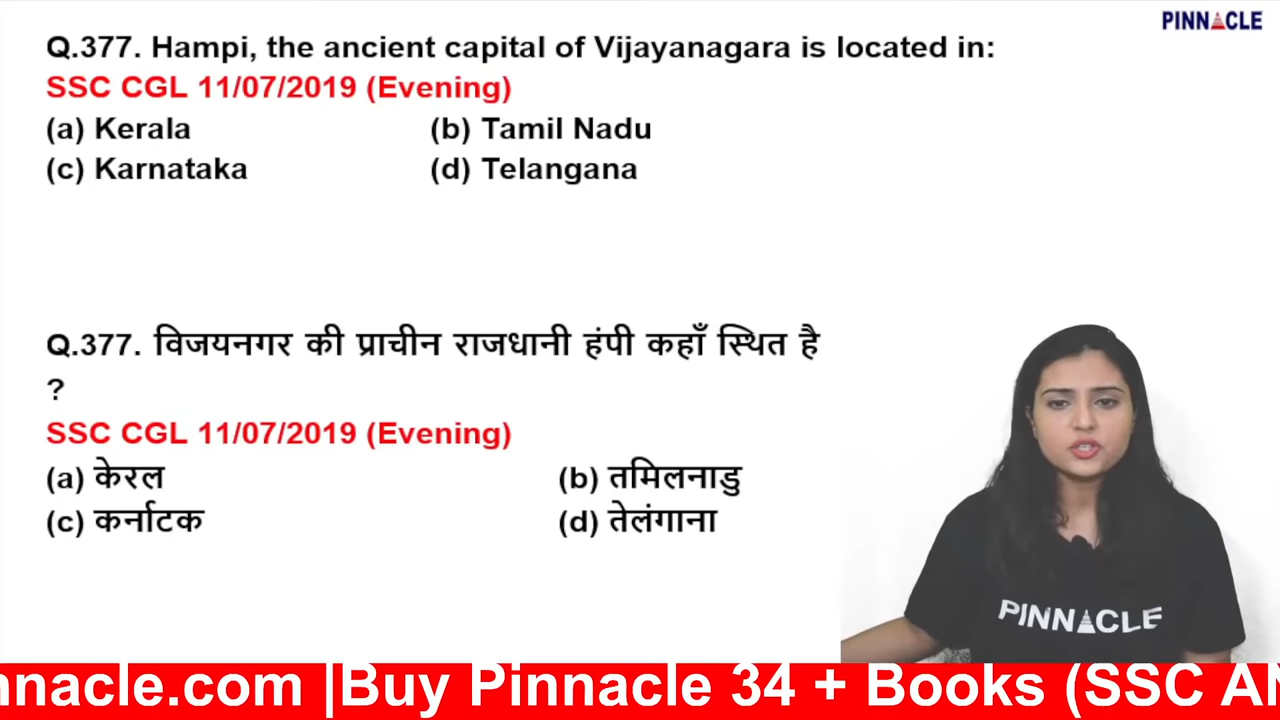 PINNACLE
Q.377. Hampi, the ancient capital of Vijayanagara is located in:
SSC CGL 11/07/2019 (Evening)
(a) Kerala (b) Tamil Nadu
(c) Karnataka (d) Telangana
Q.377. विजयनगर की प्राचीन राजधानी हंपी कहाँ स्थित है
?
SSC CGL 11/07/2019 (Evening)
(a) केरल (b) तमिलनाडु
(c) कर्नाटक (d) तेलंगाना
PINNACLE
nnacle.com |Buy Pinnacle 34 + Books (SSC AN